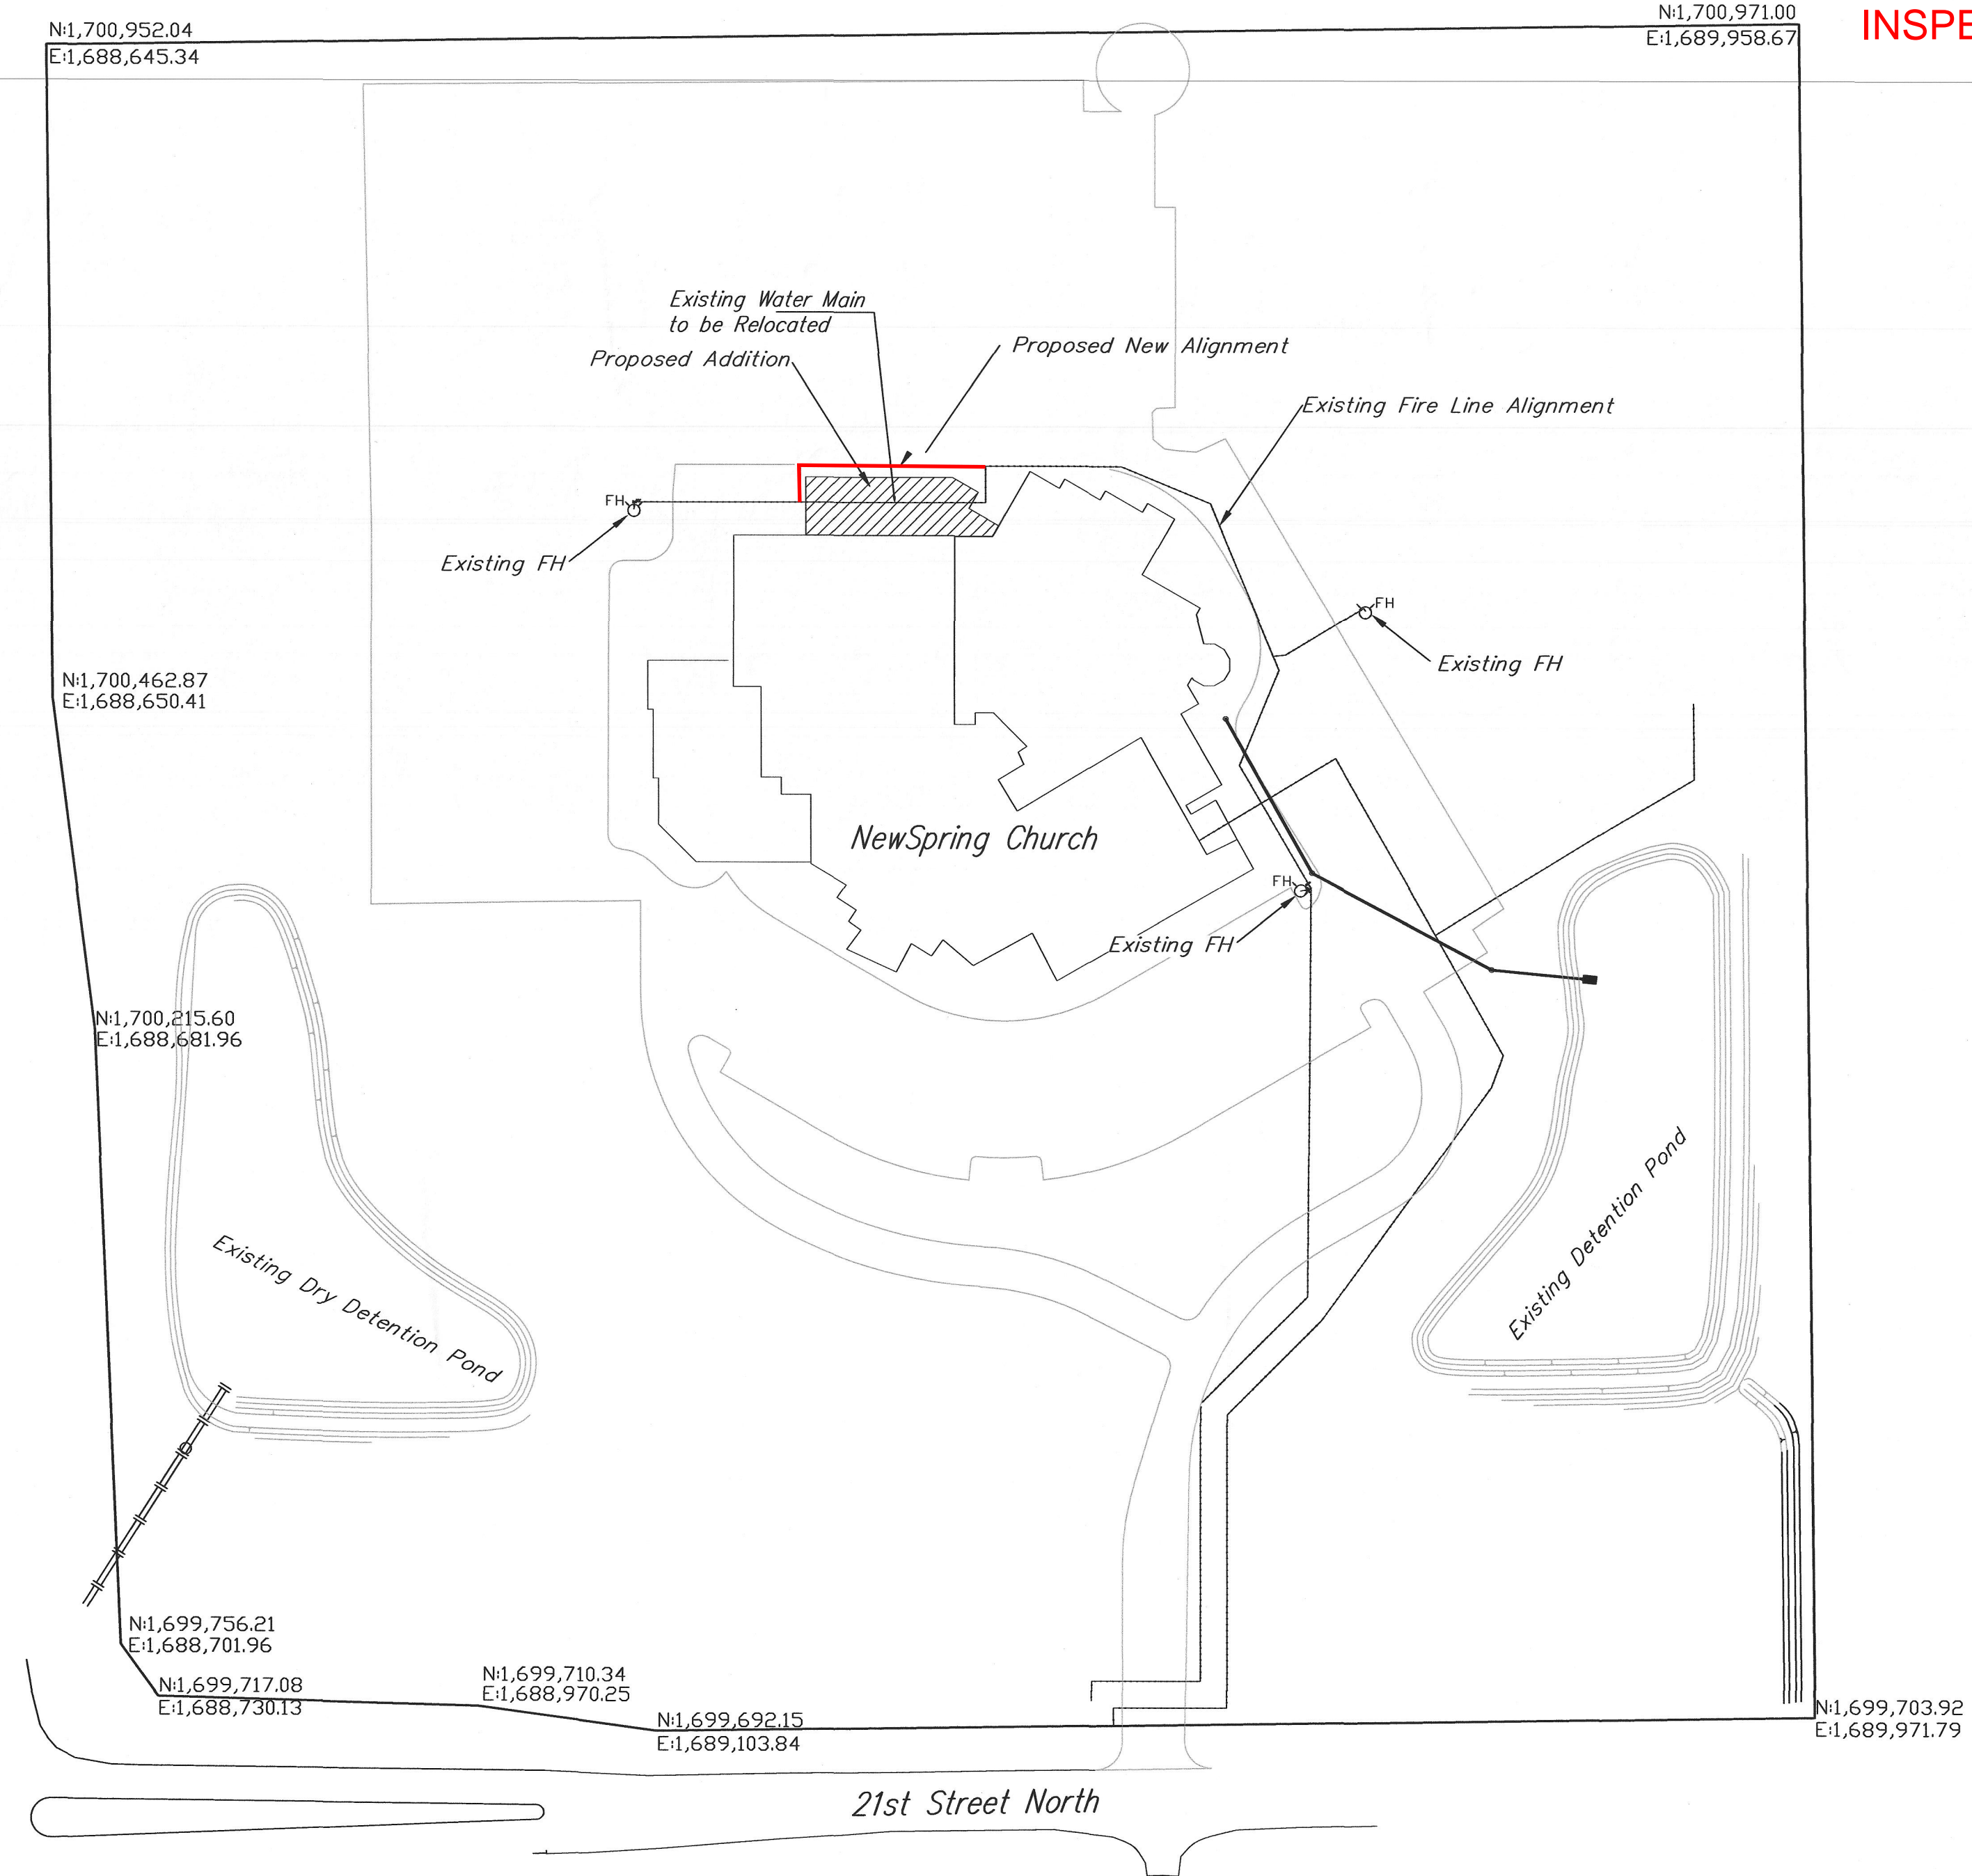 N:1,700,952.04
E:1,688,645.34
N:1,700,971.00
E:1,689,958.67
INSPE
Existing Water Main
to be Relocated
Proposed Addition
Proposed New Alignment
Existing Fire Line Alignment
FH
Existing FH
FH
Existing FH
N:1,700,462.87
E:1,688,650.41
NewSpring Church
FH
Existing FH
N:1,700,215.60
E:1,688,681.96
Existing Dry Detention Pond
Existing Detention Pond
N:1,699,756.21
E:1,688,701.96
N:1,699,717.08
E:1,688,730.13
N:1,699,710.34
E:1,688,970.25
N:1,699,692.15
E:1,689,103.84
N:1,699,703.92
E:1,689,971.79
21st Street North